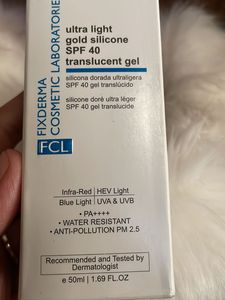 FIXDERMA
COSMETIC LABORATORIES
FCL
ultra light
gold silicone
SPF 40
translucent gel
silicona dorada ultraligera
SPF 40 gel translúcido
silicone doré ultra léger
SPF 40 gel translucide
Infra-Red | HEV Light
Blue Light | UVA & UVB
• PA++++
• WATER RESISTANT
• ANTI-POLLUTION PM 2.5
Recommended and Tested by
Dermatologist
e 50ml | 1.69 FL.OZ